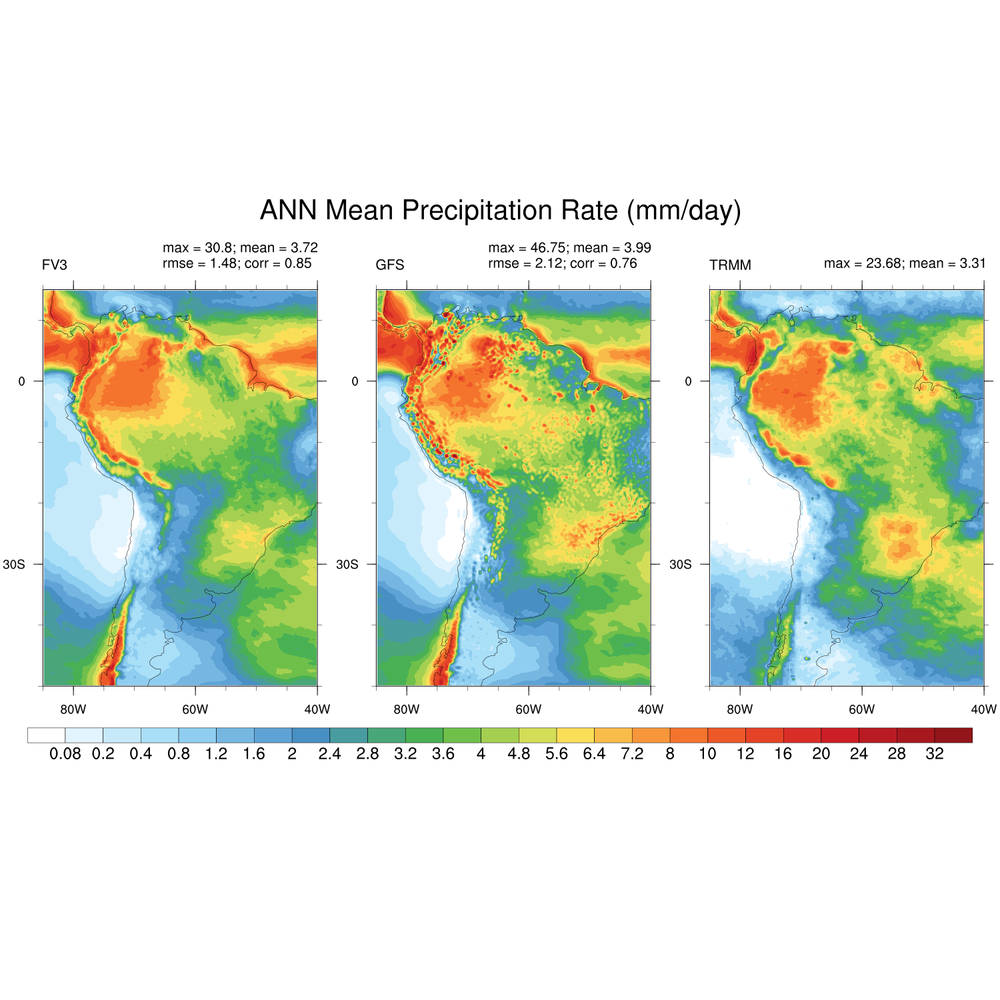 ANN Mean Precipitation Rate (mm/day)
FV3
max = 30.8; mean = 3.72
rmse = 1.48; corr = 0.85
GFS
max = 46.75; mean = 3.99
rmse = 2.12; corr = 0.76
TRMM
max = 23.68; mean = 3.31
0
30S
80W 60W 40W
0
30S
80W 60W 40W
0
30S
80W 60W 40W
0.08 0.2 0.4 0.8 1.2 1.6 2 2.4 2.8 3.2 3.6 4 4.8 5.6 6.4 7.2 8 10 12 16 20 24 28 32